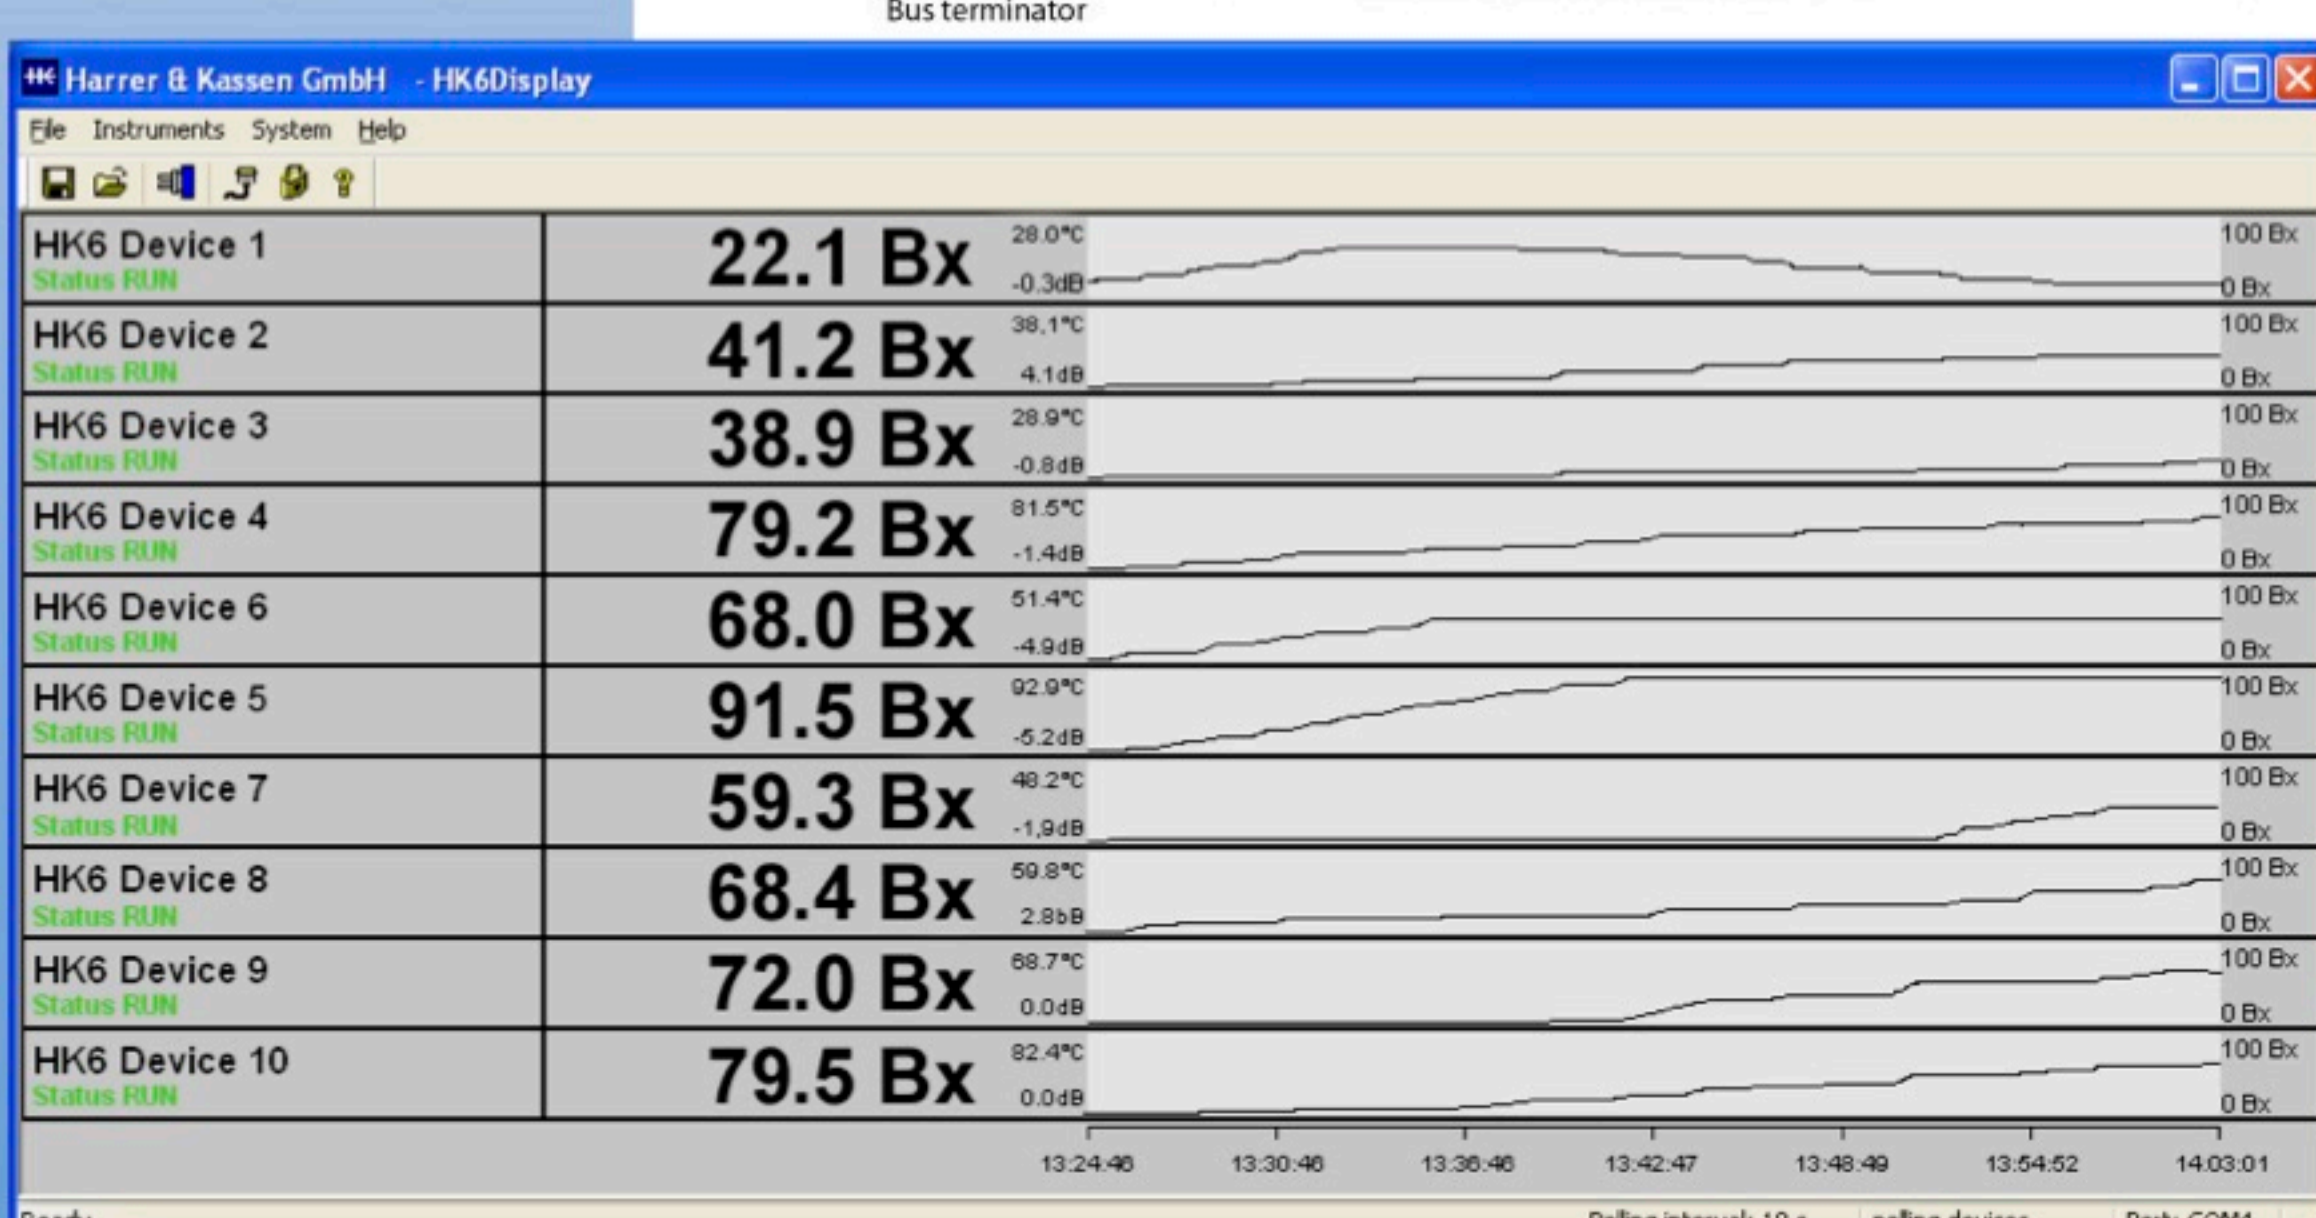 Bus terminator
Harrer & Kassen GmbH - HK6Display
File Instruments System Help
HK6 Device 1
Status RUN
22.1 Bx
28.0°C
-0.3dB
100 Bx
0 Bx
HK6 Device 2
Status RUN
41.2 Bx
38.1°C
4.1dB
100 Bx
0 Bx
HK6 Device 3
Status RUN
38.9 Bx
28.9°C
-0.8dB
100 Bx
0 Bx
HK6 Device 4
Status RUN
79.2 Bx
81.5°C
-1.4dB
100 Bx
0 Bx
HK6 Device 6
Status RUN
68.0 Bx
51.4°C
-4.9dB
100 Bx
0 Bx
HK6 Device 5
Status RUN
91.5 Bx
92.9°C
-5.2dB
100 Bx
0 Bx
HK6 Device 7
Status RUN
59.3 Bx
48.2°C
-1,9dB
100 Bx
0 Bx
HK6 Device 8
Status RUN
68.4 Bx
59.8°C
2.8bB
100 Bx
0 Bx
HK6 Device 9
Status RUN
72.0 Bx
68.7°C
0.0dB
100 Bx
0 Bx
HK6 Device 10
Status RUN
79.5 Bx
82.4°C
0.0dB
100 Bx
0 Bx
13:24:46 13:30:46 13:36:46 13:42:47 13:48:49 13:54:52 14:03:01